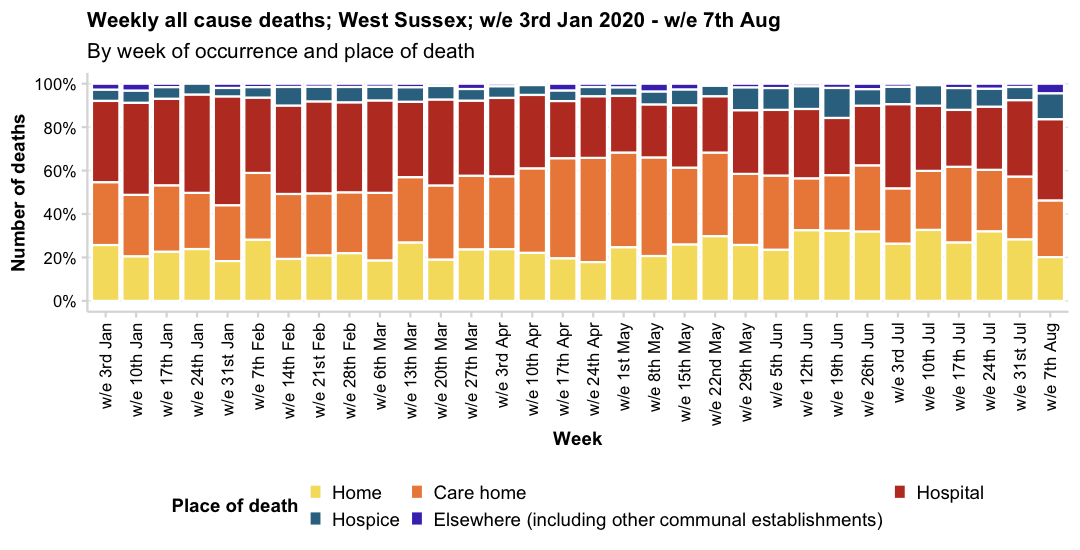 Weekly all cause deaths; West Sussex; w/e 3rd Jan 2020 - w/e 7th Aug
By week of occurrence and place of death
Number of deaths
100%
80%
60%
40%
20%
0%
w/e 3rd Jan
w/e 10th Jan
w/e 17th Jan
w/e 24th Jan
w/e 31st Jan
w/e 7th Feb
w/e 14th Feb
w/e 21st Feb
w/e 28th Feb
w/e 6th Mar
w/e 13th Mar
w/e 20th Mar
w/e 27th Mar
w/e 3rd Apr
w/e 10th Apr
w/e 17th Apr
w/e 24th Apr
w/e 1st May
w/e 8th May
w/e 15th May
w/e 22nd May
w/e 29th May
w/e 5th Jun
w/e 12th Jun
w/e 19th Jun
w/e 26th Jun
w/e 3rd Jul
w/e 10th Jul
w/e 17th Jul
w/e 24th Jul
w/e 31st Jul
w/e 7th Aug
Week
Place of death
Home
Care home
Hospital
Hospice
Elsewhere (including other communal establishments)